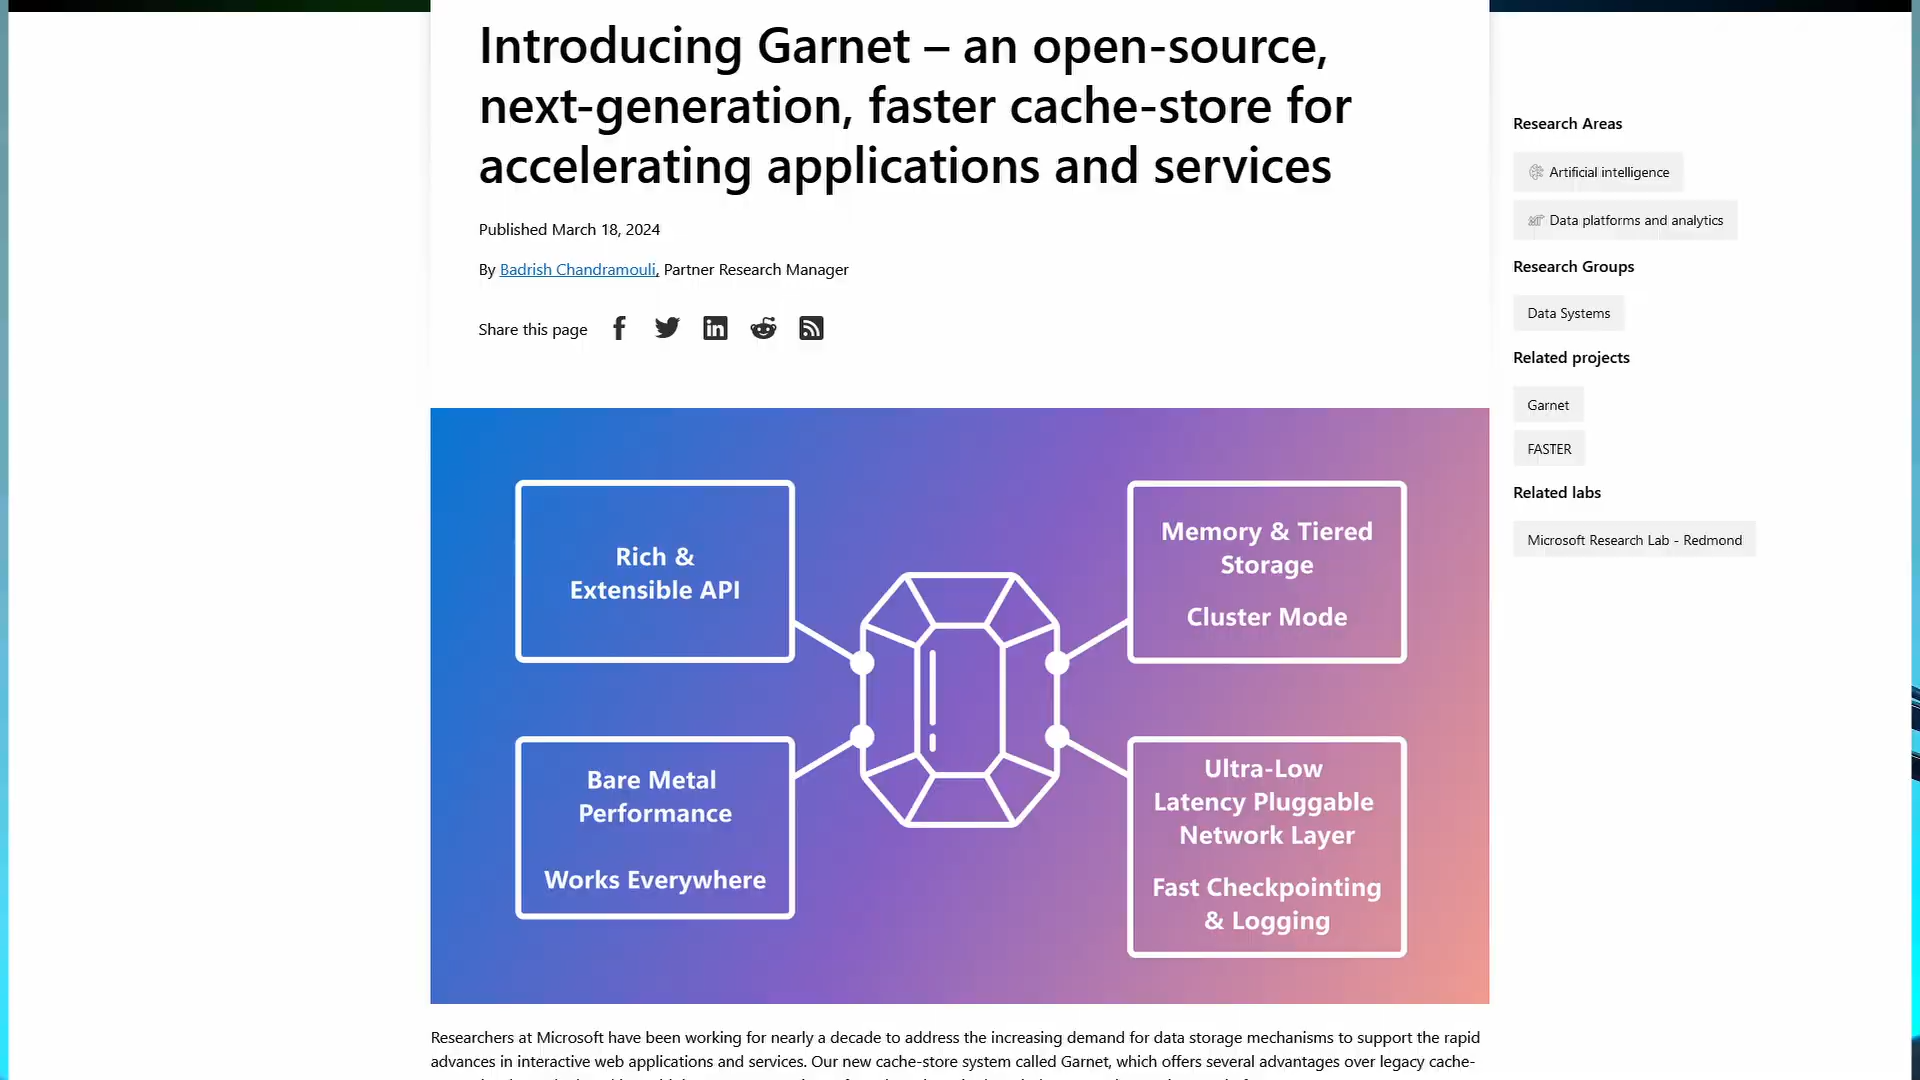 Introducing Garnet – an open-source,
next-generation, faster cache-store for
accelerating applications and services
Published March 18, 2024
By Badrish Chandramouli, Partner Research Manager
Share this page
Rich &
Extensible API
Memory & Tiered
Storage
Cluster Mode
Bare Metal
Performance
Works Everywhere
Ultra-Low
Latency Pluggable
Network Layer
Fast Checkpointing
& Logging
Researchers at Microsoft have been working for nearly a decade to address the increasing demand for data storage mechanisms to support the rapid
advances in interactive web applications and services. Our new cache-store system called Garnet, which offers several advantages over legacy cache-
Research Areas
Artificial intelligence
Data platforms and analytics
Research Groups
Data Systems
Related projects
Garnet
FASTER
Related labs
Microsoft Research Lab - Redmond